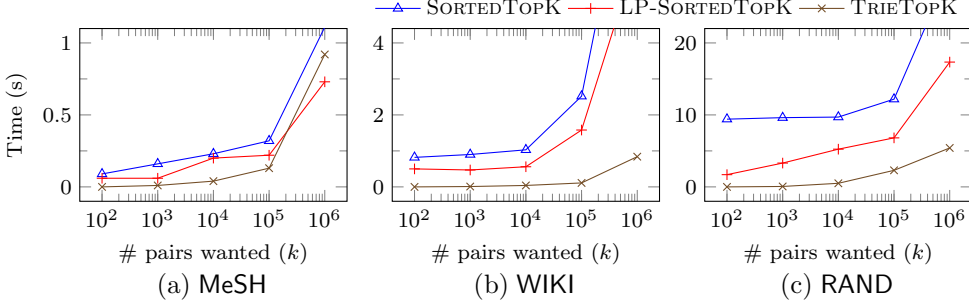 SORTEDTOPK LP-SORTEDTOPK TRIETOPK
Time (s)
1
0.5
0
10^2 10^3 10^4 10^5 10^6
# pairs wanted (k)
(a) MeSH
4
2
0
10^2 10^3 10^4 10^5 10^6
# pairs wanted (k)
(b) WIKI
20
10
0
10^2 10^3 10^4 10^5 10^6
# pairs wanted (k)
(c) RAND